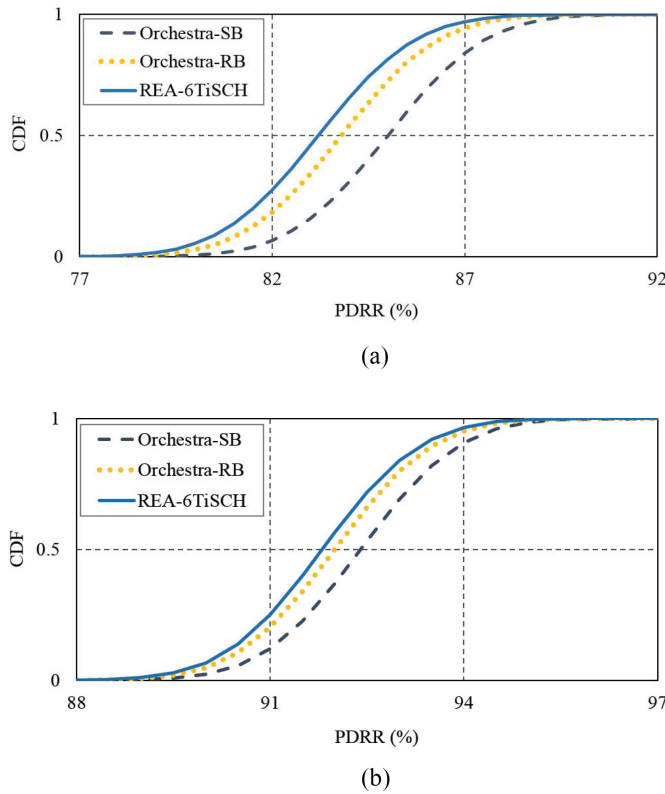 1
Orchestra-SB
Orchestra-RB
REA-6TiSCH
CDF
0.5
0
77 82 87 92
PDRR (%)
(a)
1
Orchestra-SB
Orchestra-RB
REA-6TiSCH
CDF
0.5
0
88 91 94 97
PDRR (%)
(b)